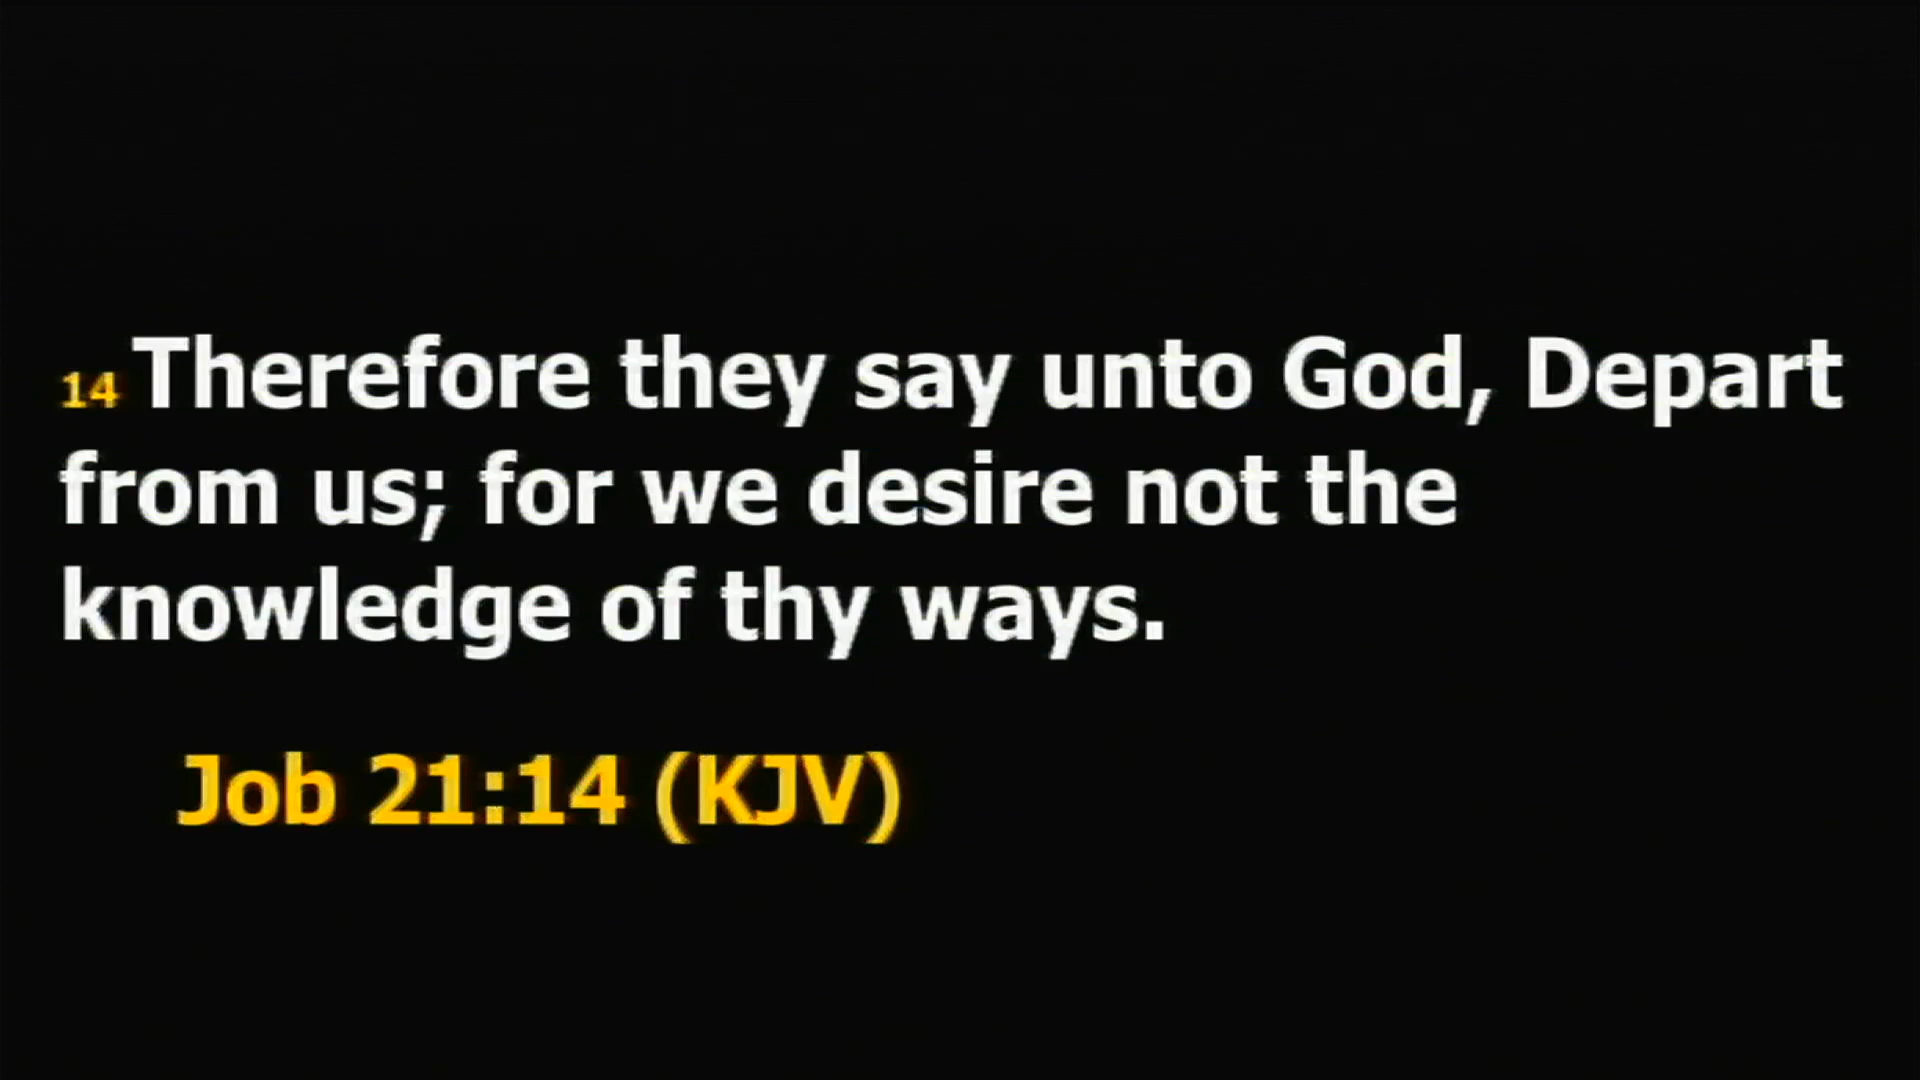 14 Therefore they say unto God, Depart
from us; for we desire not the
knowledge of thy ways.
Job 21:14 (KJV)